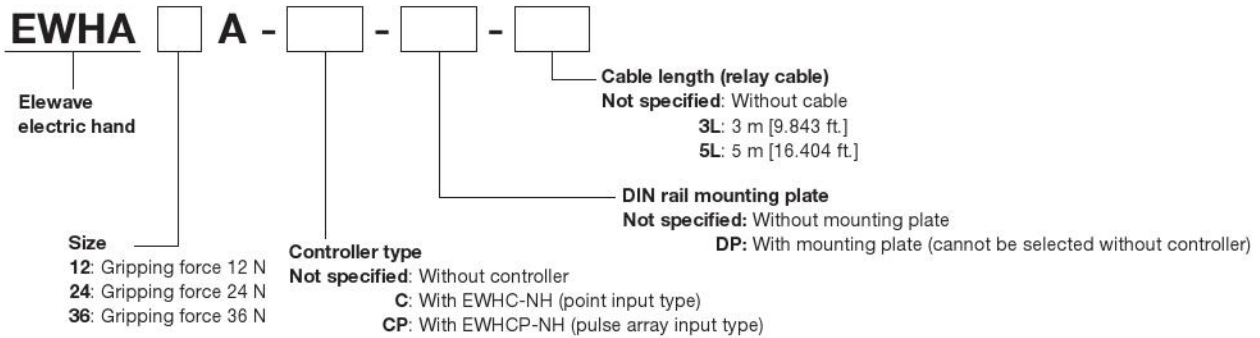 EWHA A - - -
Cable length (relay cable)
Not specified: Without cable
3L: 3 m [9.843 ft.]
5L: 5 m [16.404 ft.]
Elewave
electric hand
DIN rail mounting plate
Not specified: Without mounting plate
DP: With mounting plate (cannot be selected without controller)
Size
12: Gripping force 12 N
24: Gripping force 24 N
36: Gripping force 36 N
Controller type
Not specified: Without controller
C: With EWHC-NH (point input type)
CP: With EWHCP-NH (pulse array input type)